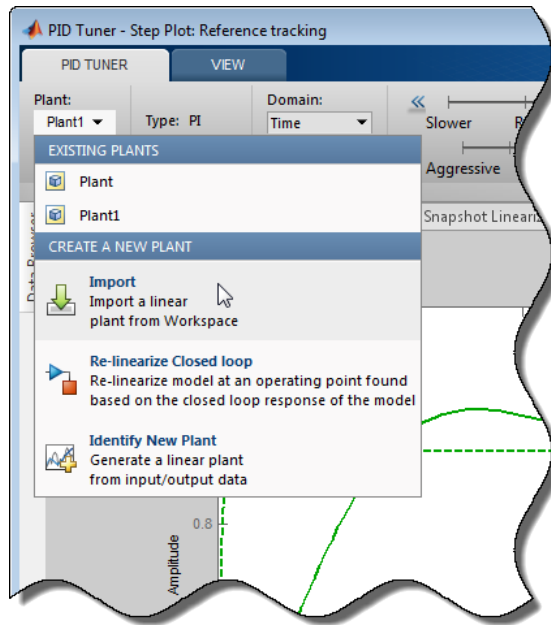 PID Tuner - Step Plot: Reference tracking
PID TUNER
VIEW
Plant:
Domain:
Plant1
Type: PI
Time
Slower
Aggressive
EXISTING PLANTS
Plant
Plant1
Snapshot
CREATE A NEW PLANT
Data Browser
Import
Import a linear
plant from Workspace
Re-linearize Closed loop
Re-linearize model at an operating point found
based on the closed loop response of the model
Identify New Plant
Generate a linear plant
from input/output data
0.8
Amplitude